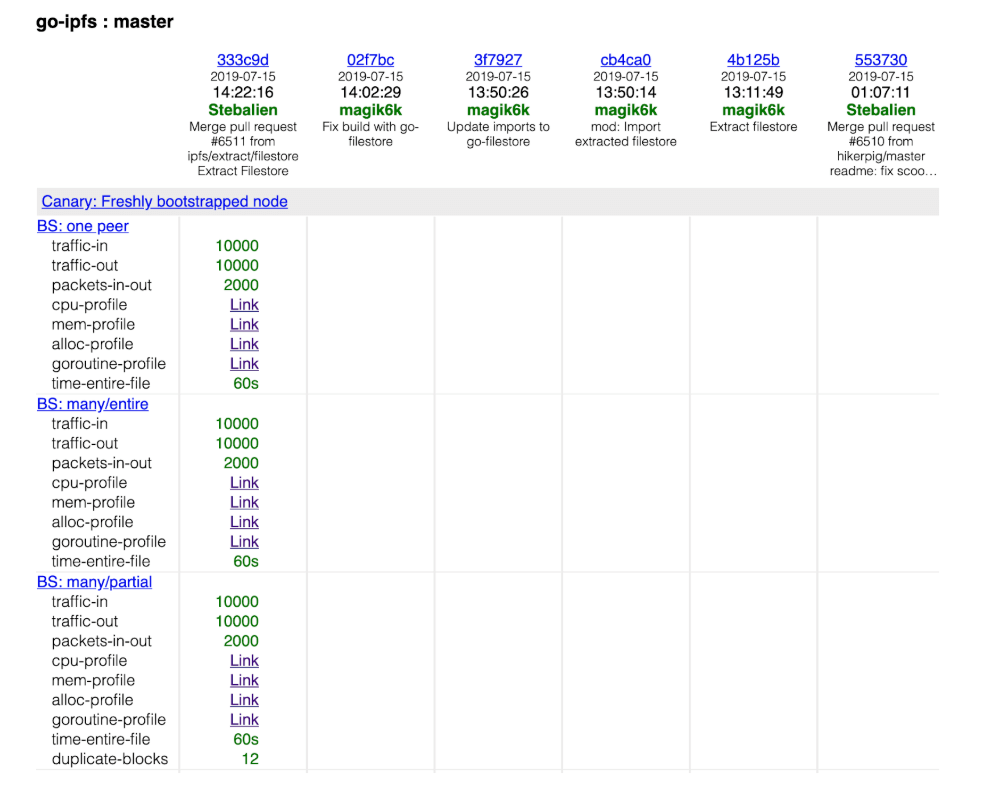 go-ipfs : master
333c9d 02f7bc 3f7927 cb4ca0 4b125b 553730
2019-07-15 2019-07-15 2019-07-15 2019-07-15 2019-07-15 2019-07-15
14:22:16 14:02:29 13:50:26 13:50:14 13:11:49 01:07:11
Stebalien magik6k magik6k magik6k magik6k Stebalien
Merge pull request Fix build with go- Update imports to mod: Import Extract filestore Merge pull request
#6511 from filestore go-filestore extracted filestore #6510 from
ipfs/extract/filestore hikerpig/master
Extract Filestore readme: fix scoo…
Canary: Freshly bootstrapped node
BS: one peer
traffic-in 10000
traffic-out 10000
packets-in-out 2000
cpu-profile Link
mem-profile Link
alloc-profile Link
goroutine-profile Link
time-entire-file 60s
BS: many/entire
traffic-in 10000
traffic-out 10000
packets-in-out 2000
cpu-profile Link
mem-profile Link
alloc-profile Link
goroutine-profile Link
time-entire-file 60s
BS: many/partial
traffic-in 10000
traffic-out 10000
packets-in-out 2000
cpu-profile Link
mem-profile Link
alloc-profile Link
goroutine-profile Link
time-entire-file 60s
duplicate-blocks 12